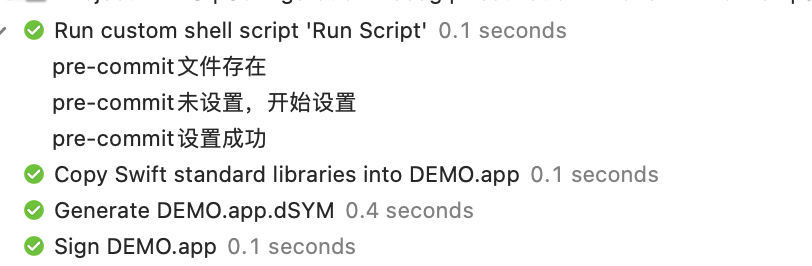 Run custom shell script 'Run Script' 0.1 seconds
pre-commit文件存在
pre-commit未设置，开始设置
pre-commit设置成功
Copy Swift standard libraries into DEMO.app 0.1 seconds
Generate DEMO.app.dSYM 0.4 seconds
Sign DEMO.app 0.1 seconds